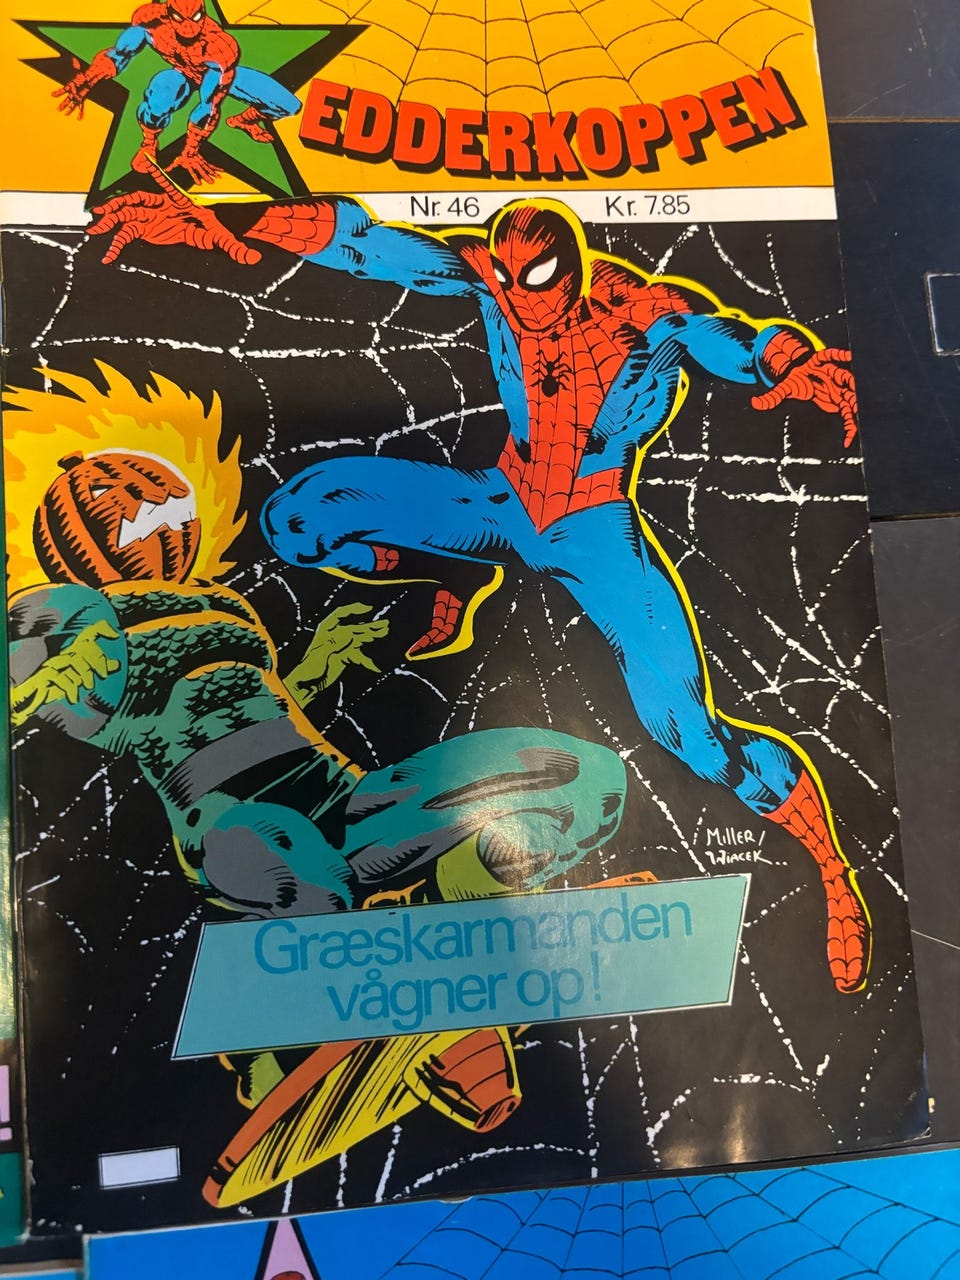 EDDERKOPPEN
Nr. 46 Kr. 7.85
MiLLER/
WIACEK
Græskarmanden
vågner op!
!